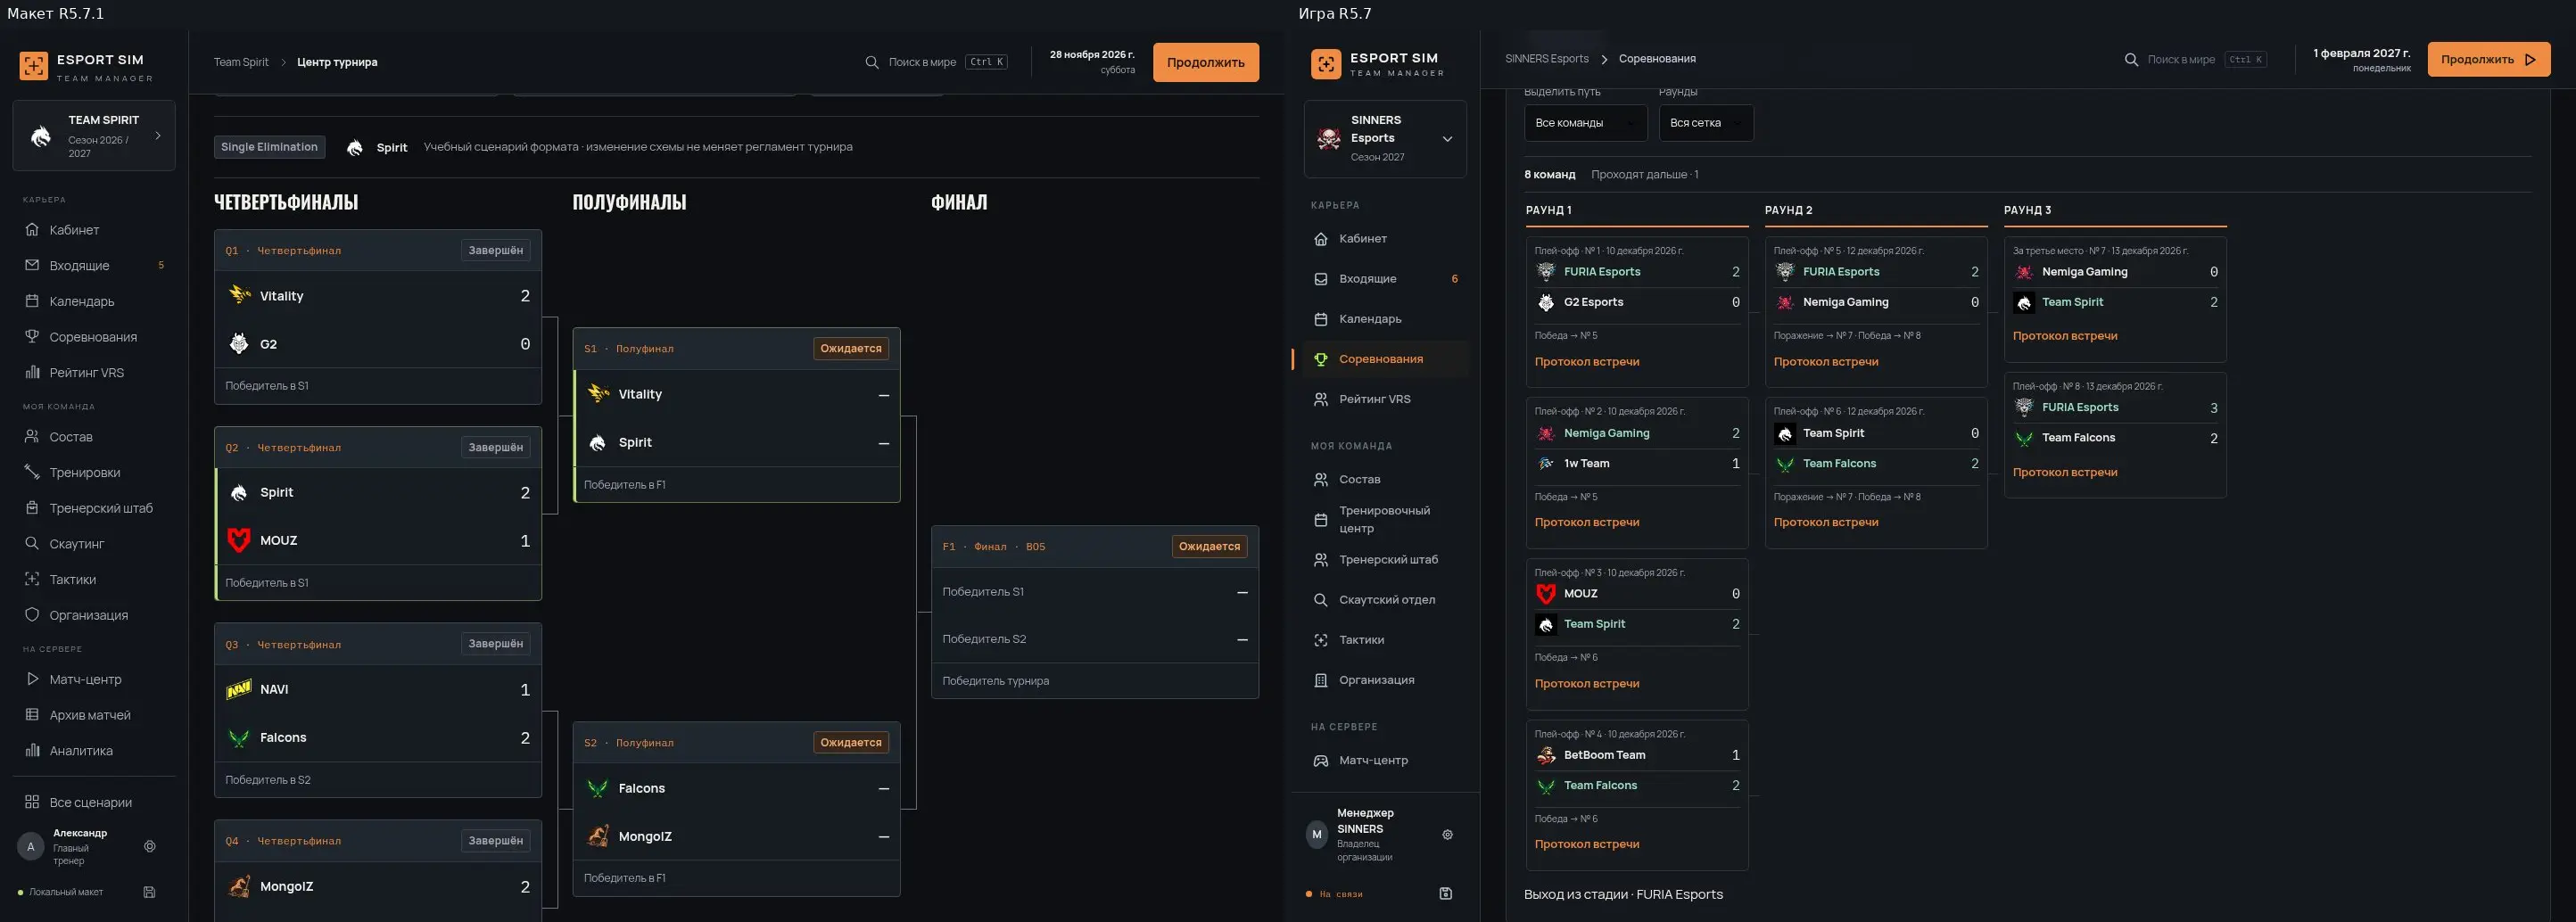 Макет R5.7.1
ESPORT SIM
TEAM MANAGER
TEAM SPIRIT
Сезон 2026 /
2027
КАРЬЕРА
Кабинет
Входящие 5
Календарь
Соревнования
Рейтинг VRS
МОЯ КОМАНДА
Состав
Тренировки
Тренерский штаб
Скаутинг
Тактики
Организация
НА СЕРВЕРЕ
Матч-центр
Архив матчей
Аналитика
Все сценарии
А
Александр
Главный
тренер
Локальный макет
Team Spirit > Центр турнира
Поиск в мире Ctrl K
28 ноября 2026 г.
суббота
Продолжить
Single Elimination Spirit Учебный сценарий формата · изменение схемы не меняет регламент турнира
ЧЕТВЕРТЬФИНАЛЫ
Q1 · Четвертьфинал Завершён
Vitality 2
G2 0
Победитель в S1
Q2 · Четвертьфинал Завершён
Spirit 2
MOUZ 1
Победитель в S1
Q3 · Четвертьфинал Завершён
NAVI 1
Falcons 2
Победитель в S2
Q4 · Четвертьфинал Завершён
MongolZ 2
ПОЛУФИНАЛЫ
S1 · Полуфинал Ожидается
Vitality —
Spirit —
Победитель в F1
S2 · Полуфинал Ожидается
Falcons —
MongolZ —
Победитель в F1
ФИНАЛ
F1 · Финал · BO5 Ожидается
Победитель S1 —
Победитель S2 —
Победитель турнира
Игра R5.7
ESPORT SIM
TEAM MANAGER
SINNERS
Esports
Сезон 2027
КАРЬЕРА
Кабинет
Входящие 6
Календарь
Соревнования
Рейтинг VRS
МОЯ КОМАНДА
Состав
Тренировочный
центр
Тренерский штаб
Скаутский отдел
Тактики
Организация
НА СЕРВЕРЕ
Матч-центр
М
Менеджер
SINNERS
Владелец
организации
На связи
SINNERS Esports > Соревнования
Поиск в мире Ctrl K
1 февраля 2027 г.
понедельник
Продолжить
Выделить путь
Все команды
Раунды
Вся сетка
8 команд Проходят дальше · 1
РАУНД 1
Плей-офф · № 1 · 10 декабря 2026 г.
FURIA Esports 2
G2 Esports 0
Победа → № 5
Протокол встречи
Плей-офф · № 2 · 10 декабря 2026 г.
Nemiga Gaming 2
1w Team 1
Победа → № 5
Протокол встречи
Плей-офф · № 3 · 10 декабря 2026 г.
MOUZ 0
Team Spirit 2
Победа → № 6
Протокол встречи
Плей-офф · № 4 · 10 декабря 2026 г.
BetBoom Team 1
Team Falcons 2
Победа → № 6
Протокол встречи
РАУНД 2
Плей-офф · № 5 · 12 декабря 2026 г.
FURIA Esports 2
Nemiga Gaming 0
Поражение → № 7 · Победа → № 8
Протокол встречи
Плей-офф · № 6 · 12 декабря 2026 г.
Team Spirit 0
Team Falcons 2
Поражение → № 7 · Победа → № 8
Протокол встречи
РАУНД 3
За третье место · № 7 · 13 декабря 2026 г.
Nemiga Gaming 0
Team Spirit 2
Протокол встречи
Плей-офф · № 8 · 13 декабря 2026 г.
FURIA Esports 3
Team Falcons 2
Протокол встречи
Выход из стадии · FURIA Esports